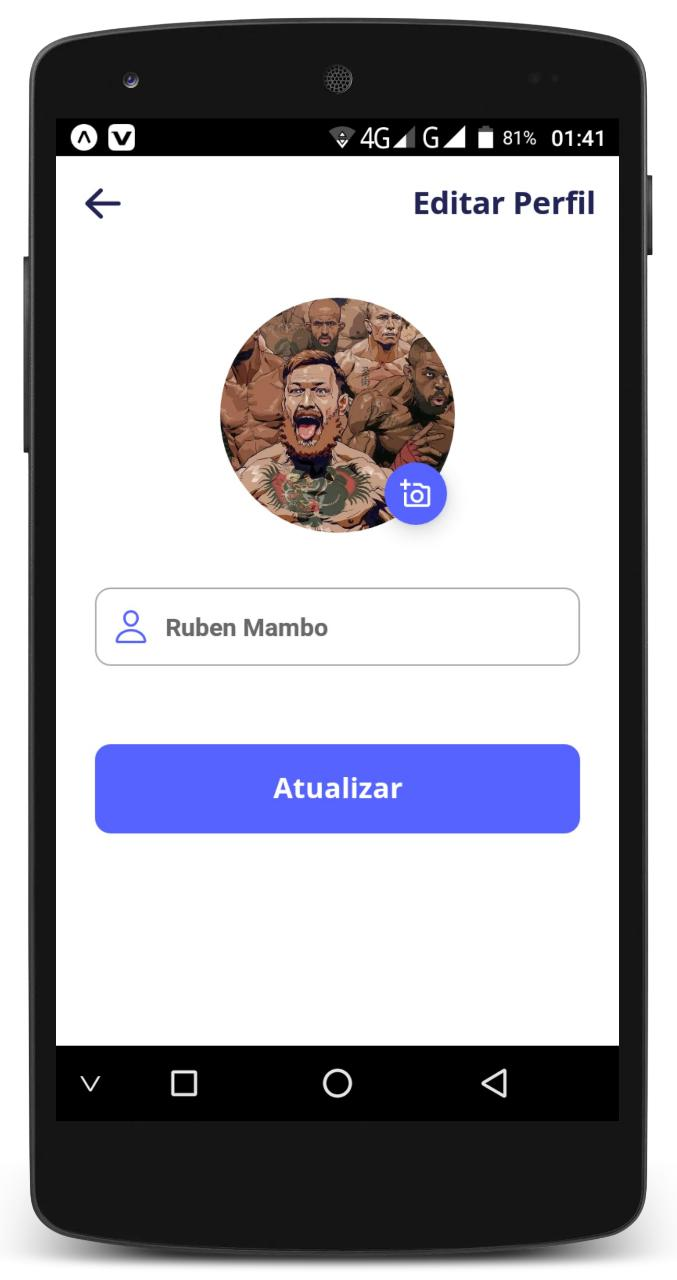 4G G 81% 01:41
Editar Perfil
Ruben Mambo
Atualizar